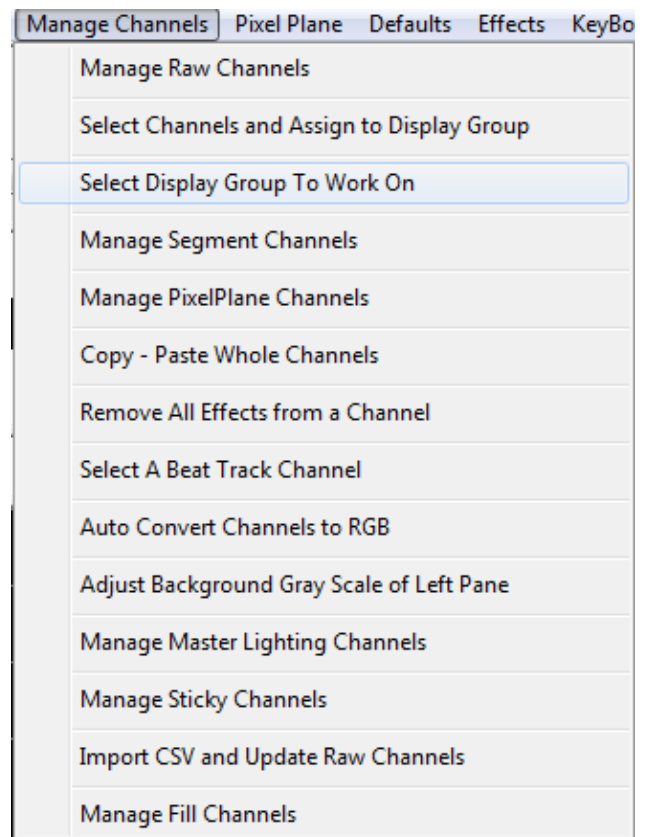 Manage Channels Pixel Plane Defaults Effects KeyBo
Manage Raw Channels
Select Channels and Assign to Display Group
Select Display Group To Work On
Manage Segment Channels
Manage PixelPlane Channels
Copy - Paste Whole Channels
Remove All Effects from a Channel
Select A Beat Track Channel
Auto Convert Channels to RGB
Adjust Background Gray Scale of Left Pane
Manage Master Lighting Channels
Manage Sticky Channels
Import CSV and Update Raw Channels
Manage Fill Channels